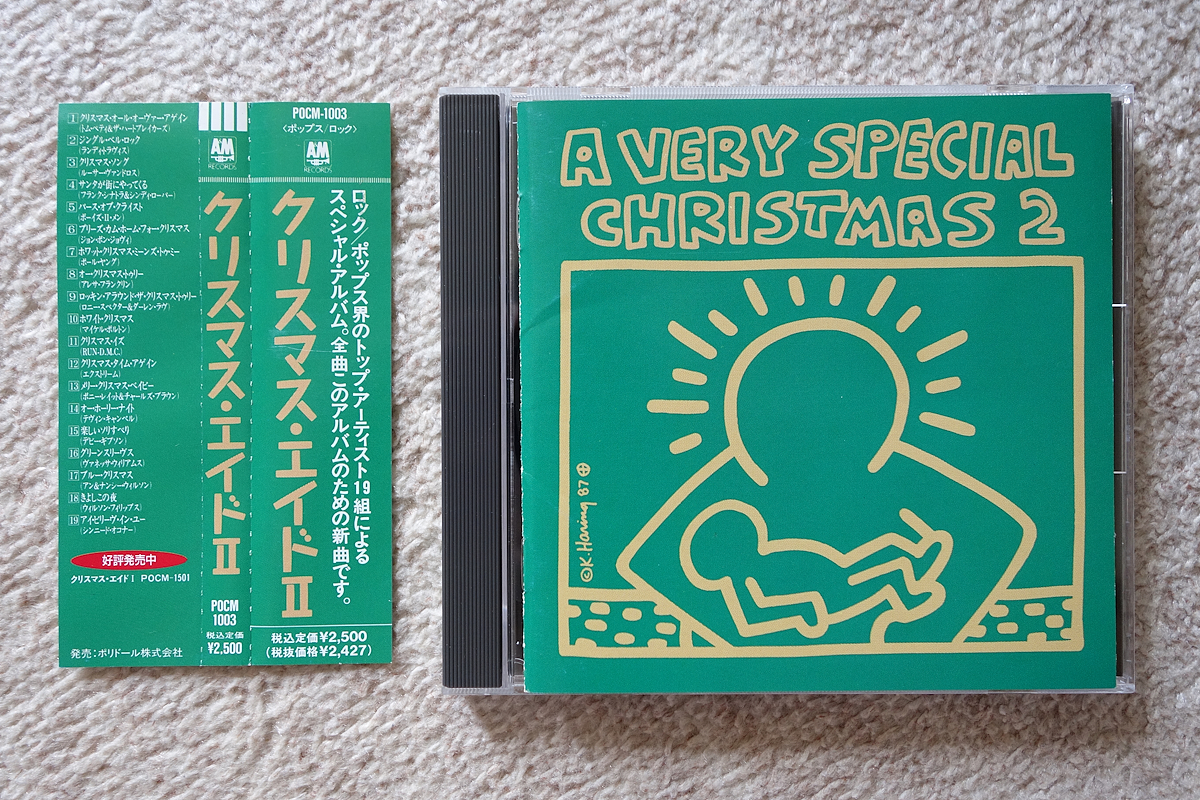 1 クリスマス・オール・オーヴァー・アゲイン
(トム・ペティ&ザ・ハートブレイカーズ)
2 ジングル・ベル・ロック
(ランディ・トラヴィス)
3 クリスマス・ソング
(ルーサー・ヴァンドロス)
4 サンタが街にやってくる
(フランク・シナトラ&シンディ・ローパー)
5 バース・オブ・クライスト
(ボーイズ・II・メン)
6 プリーズ・カム・ホーム・フォー・クリスマス
(ジョン・ボン・ジョヴィ)
7 ホワット・クリスマス・ミーンズ・トゥ・ミー
(ポール・ヤング)
8 オー・クリスマス・トゥリー
(アレサ・フランクリン)
9 ロッキン・アラウンド・ザ・クリスマス・トゥリー
(ロニー・スペクター&ダーレン・ラヴ)
10 ホワイト・クリスマス
(マイケル・ボルトン)
11 クリスマス・イズ
(RUN-D.M.C.)
12 クリスマス・タイム・アゲイン
(エクストリーム)
13 メリー・クリスマス・ベイビー
(ボニー・レイット&チャールズ・ブラウン)
14 オー・ホーリー・ナイト
(テヴィン・キャンベル)
15 楽しいソリすべり
(デビー・ギブソン)
16 グリーンスリーヴス
(ヴァネッサ・ウィリアムス)
17 ブルー・クリスマス
(アン&ナンシー・ウィルソン)
18 きよしこの夜
(ウィルソン・フィリップス)
19 アイ・ビリーヴ・イン・ユー
(シンニード・オコナー)
好評発売中
クリスマス・エイド I POCM-1501
発売:ポリドール株式会社
A&M
RECORDS
クリスマス・エイド II
POCM
1003
税込定価
¥2,500
POCM-1003
〈ポップス/ロック〉
A&M
RECORDS
ロック/ポップス界のトップ・アーティスト19組による
スペシャル・アルバム。全曲このアルバムのための新曲です。
クリスマス・エイド II
税込定価¥2,500
(税抜価格¥2,427)
A VERY SPECIAL
CHRISTMAS 2
©K. Haring 87